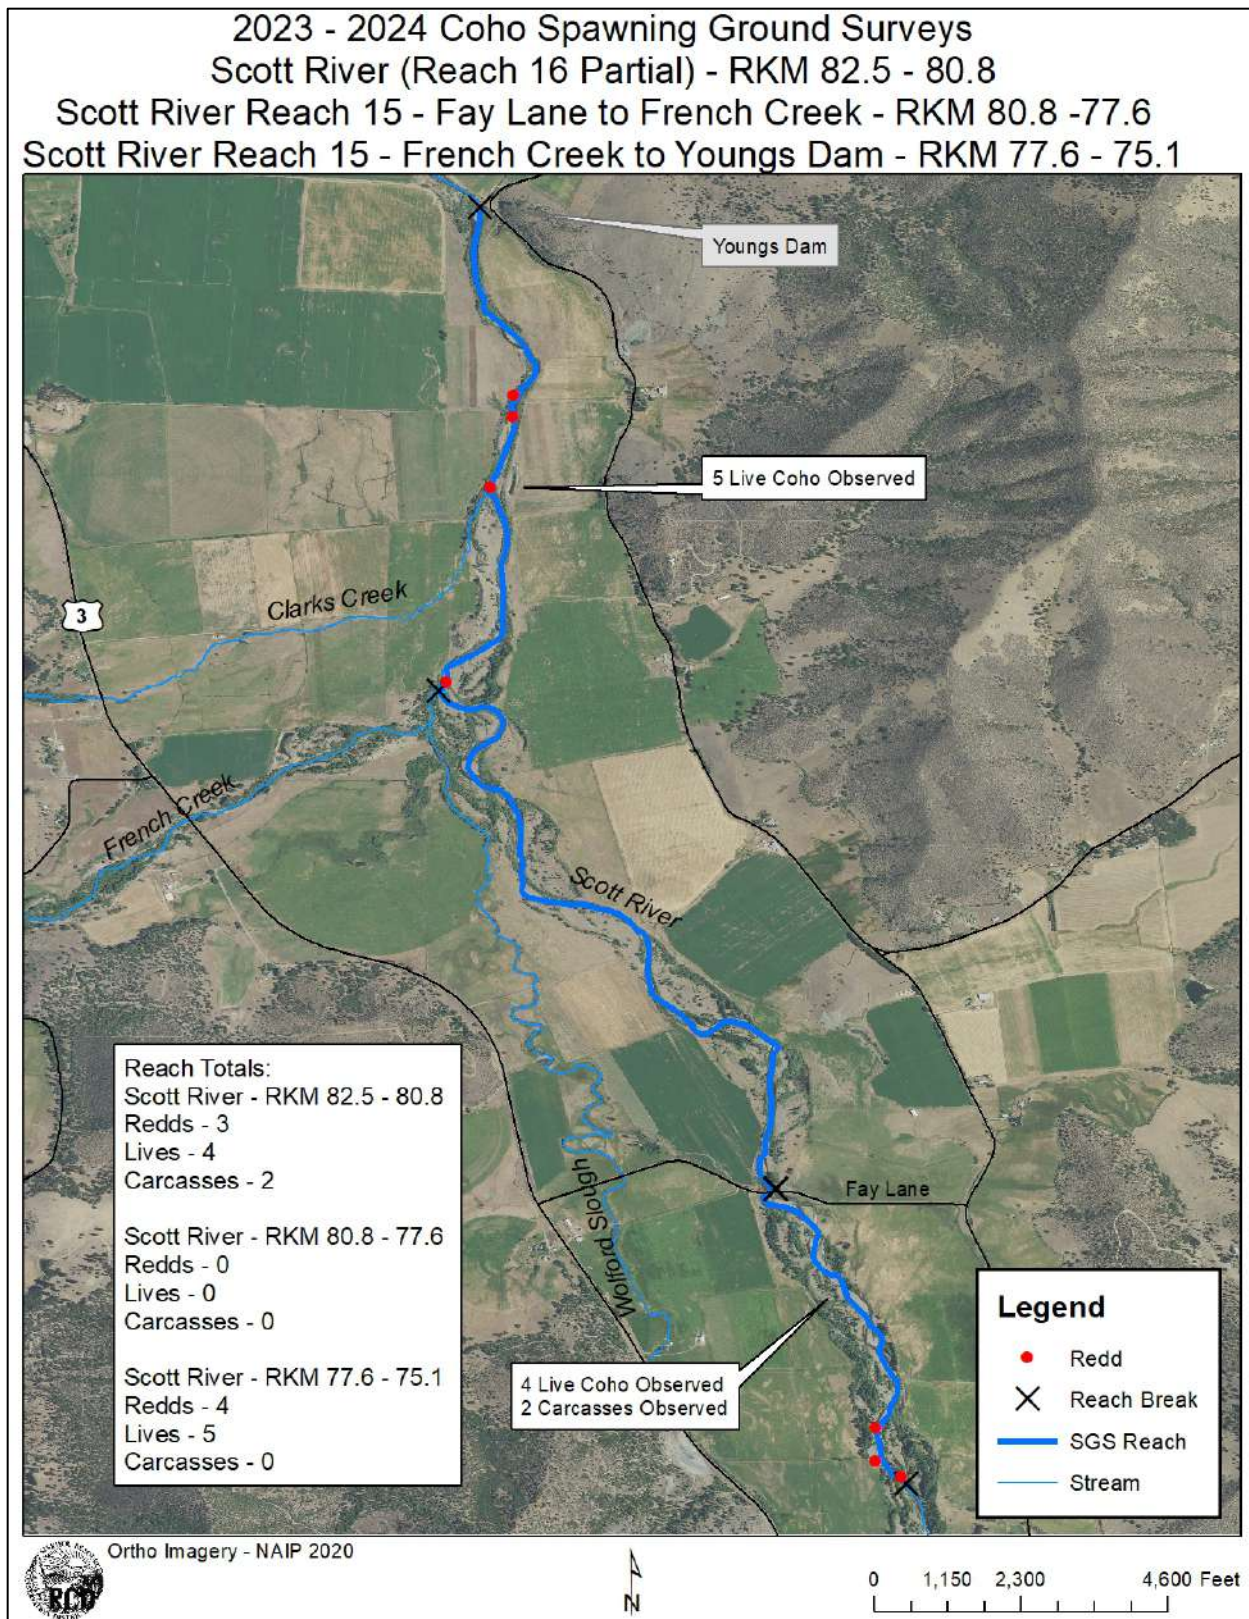 2023 - 2024 Coho Spawning Ground Surveys
Scott River (Reach 16 Partial) - RKM 82.5 - 80.8
Scott River Reach 15 - Fay Lane to French Creek - RKM 80.8 -77.6
Scott River Reach 15 - French Creek to Youngs Dam - RKM 77.6 - 75.1
Youngs Dam
5 Live Coho Observed
Clarks Creek
3
French Creek
Scott River
Reach Totals:
Scott River - RKM 82.5 - 80.8
Redds - 3
Lives - 4
Carcasses - 2
Scott River - RKM 80.8 - 77.6
Redds - 0
Lives - 0
Carcasses - 0
Scott River - RKM 77.6 - 75.1
Redds - 4
Lives - 5
Carcasses - 0
Wolford Slough
Fay Lane
4 Live Coho Observed
2 Carcasses Observed
Legend
Redd
Reach Break
SGS Reach
Stream
RCD
Ortho Imagery - NAIP 2020
N
0 1,150 2,300 4,600 Feet